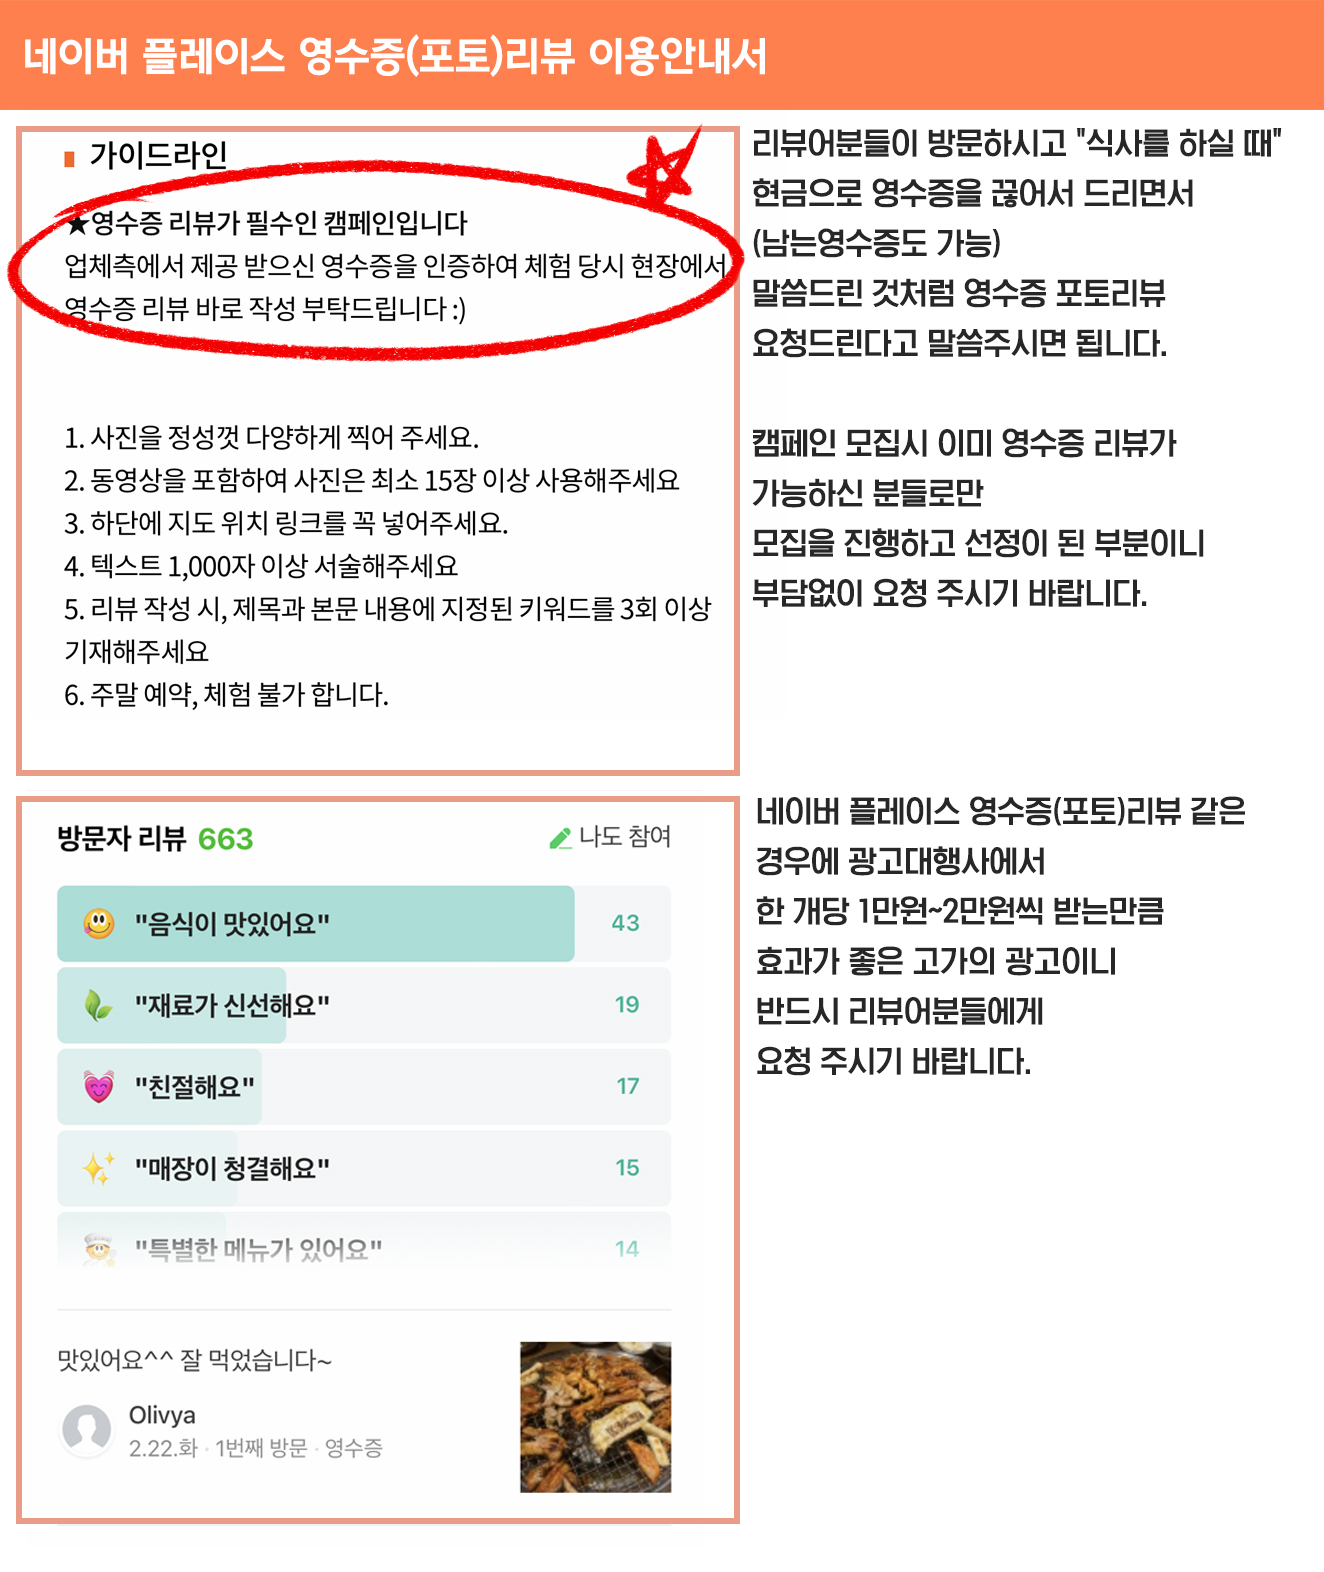 네이버 플레이스 영수증(포토)리뷰 이용안내서
가이드라인
★영수증 리뷰가 필수인 캠페인입니다
업체측에서 제공 받으신 영수증을 인증하여 체험 당시 현장에서
영수증 리뷰 바로 작성 부탁드립니다 :)
1. 사진을 정성껏 다양하게 찍어 주세요.
2. 동영상을 포함하여 사진은 최소 15장 이상 사용해주세요
3. 하단에 지도 위치 링크를 꼭 넣어주세요.
4. 텍스트 1,000자 이상 서술해주세요
5. 리뷰 작성 시, 제목과 본문 내용에 지정된 키워드를 3회 이상
기재해주세요
6. 주말 예약, 체험 불가 합니다.
리뷰어분들이 방문하시고 "식사를 하실 때"
현금으로 영수증을 끊어서 드리면서
(남는영수증도 가능)
말씀드린 것처럼 영수증 포토리뷰
요청드린다고 말씀주시면 됩니다.
캠페인 모집시 이미 영수증 리뷰가
가능하신 분들로만
모집을 진행하고 선정이 된 부분이니
부담없이 요청 주시기 바랍니다.
방문자 리뷰 663
나도 참여
"음식이 맛있어요" 43
"재료가 신선해요" 19
"친절해요" 17
"매장이 청결해요" 15
"특별한 메뉴가 있어요" 14
맛있어요^^ 잘 먹었습니다~
Olivya
2.22.화 · 1번째 방문 · 영수증
네이버 플레이스 영수증(포토)리뷰 같은
경우에 광고대행사에서
한 개당 1만원~2만원씩 받는만큼
효과가 좋은 고가의 광고이니
반드시 리뷰어분들에게
요청 주시기 바랍니다.